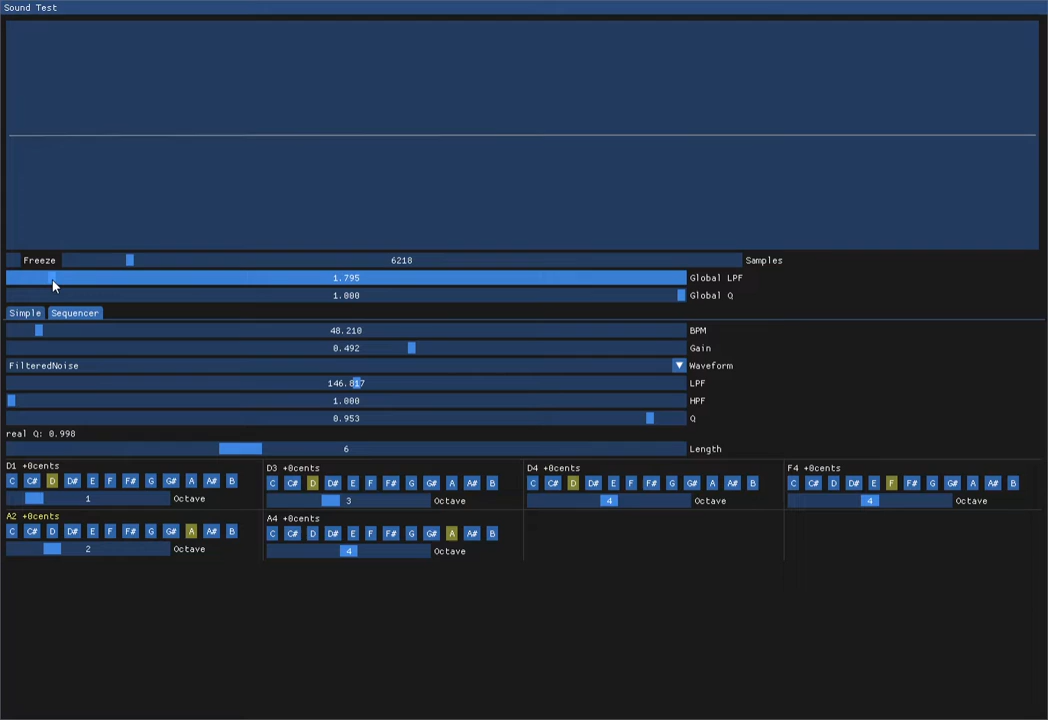 Sound Test
Freeze 6218 Samples
1.795 Global LPF
1.000 Global Q
Simple Sequencer
48.210 BPM
0.492 Gain
FilteredNoise Waveform
146.817 LPF
1.000 HPF
0.953 Q
real Q: 0.998
6 Length
D1 +0cents D3 +0cents D4 +0cents F4 +0cents
C C# D D# E F F# G G# A A# B C C# D D# E F F# G G# A A# B C C# D D# E F F# G G# A A# B C C# D D# E F F# G G# A A# B
1 Octave 3 Octave 4 Octave 4 Octave
A2 +0cents A4 +0cents
C C# D D# E F F# G G# A A# B C C# D D# E F F# G G# A A# B
2 Octave 4 Octave